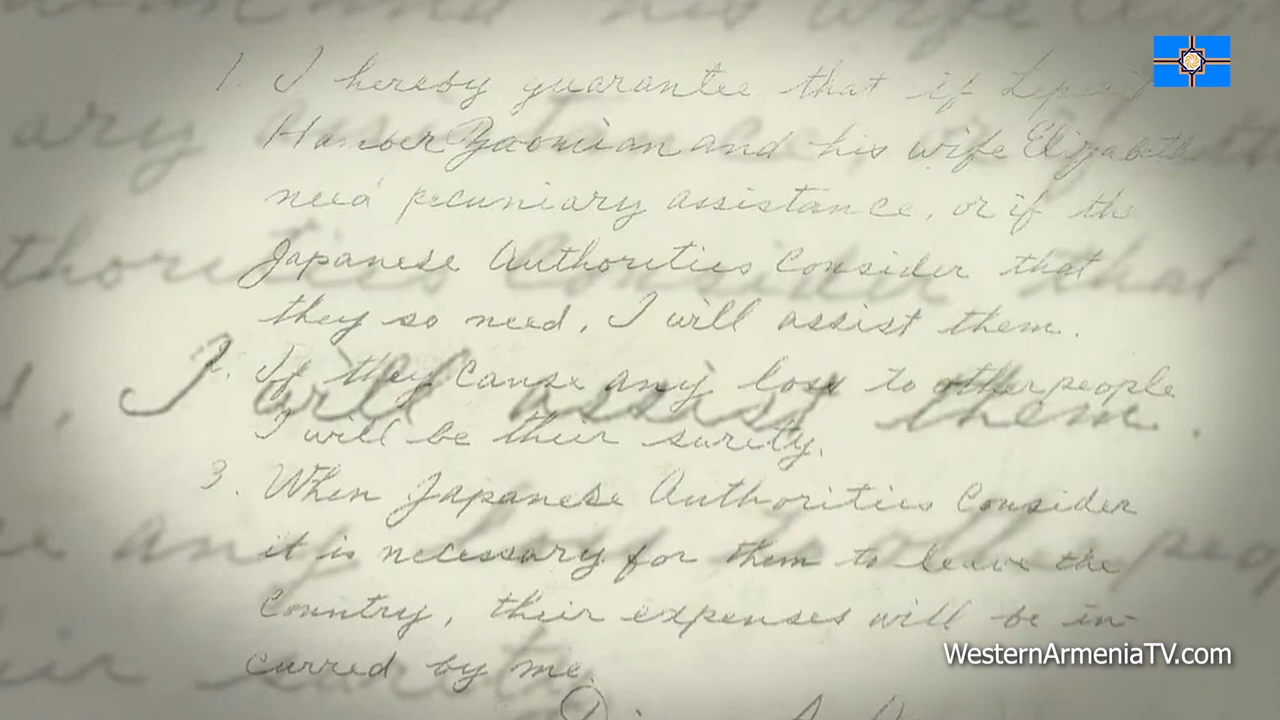 1. I hereby guarantee that if
and his wife Elizabeth
need pecuniary assistance, or if the
Japanese Authorities Consider that
they so need, I will assist them.
2. If they Cause any loss to other people
I will be their surety.
3. When Japanese Authorities Consider
it is necessary for them to leave the
Country, their expenses will be in-
curred by me.
WesternArmeniaTV.com